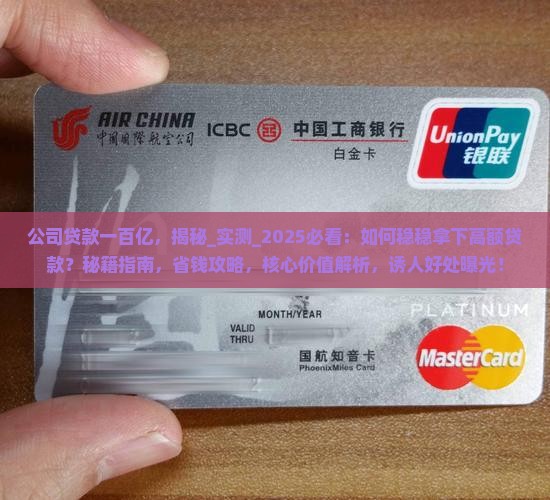 AIR CHINA
中国国际航空公司
ICBC 中国工商银行
白金卡
UnionPay
银联
公司贷款一百亿，揭秘_实测_2025必看：如何稳稳拿下高额贷
款？秘籍指南，省钱攻略，核心价值解析，诱人好处曝光！
PLATINUM
MONTH/YEAR
VALID
THRU
国航知音卡
PhoenixMiles Card
MasterCard